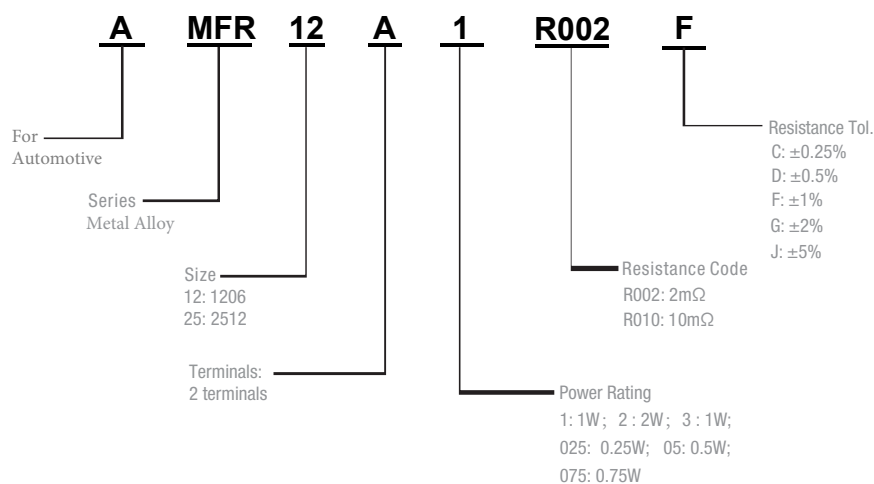 A MFR 12 A 1 R002 F
For
Automotive
Series
Metal Alloy
Size
12: 1206
25: 2512
Terminals:
2 terminals
Power Rating
1: 1W; 2 : 2W; 3 : 1W;
025: 0.25W; 05: 0.5W;
075: 0.75W
Resistance Code
R002: 2mΩ
R010: 10mΩ
Resistance Tol.
C: ±0.25%
D: ±0.5%
F: ±1%
G: ±2%
J: ±5%